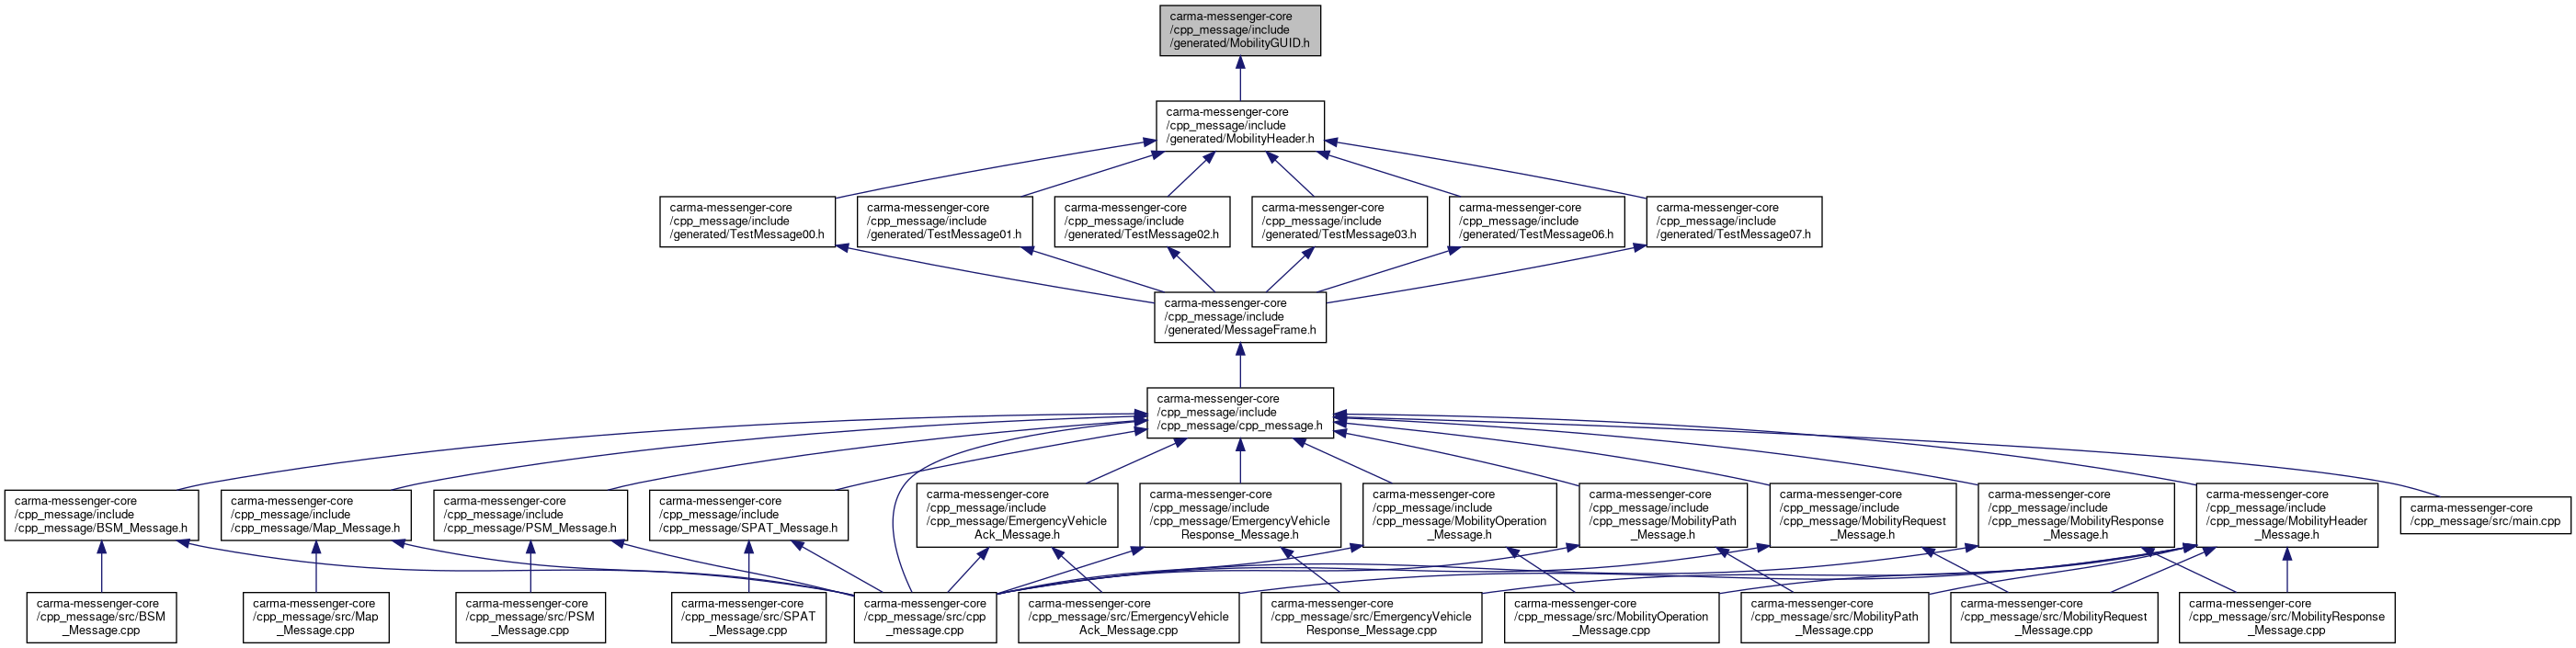 carma-messenger-core
/cpp_message/include
/generated/MobilityGUID.h
carma-messenger-core
/cpp_message/include
/generated/MobilityHeader.h
carma-messenger-core
/cpp_message/include
/generated/TestMessage00.h
carma-messenger-core
/cpp_message/include
/generated/TestMessage01.h
carma-messenger-core
/cpp_message/include
/generated/TestMessage02.h
carma-messenger-core
/cpp_message/include
/generated/TestMessage03.h
carma-messenger-core
/cpp_message/include
/generated/TestMessage06.h
carma-messenger-core
/cpp_message/include
/generated/TestMessage07.h
carma-messenger-core
/cpp_message/include
/generated/MessageFrame.h
carma-messenger-core
/cpp_message/include
/cpp_message/cpp_message.h
carma-messenger-core
/cpp_message/include
/cpp_message/BSM_Message.h
carma-messenger-core
/cpp_message/include
/cpp_message/Map_Message.h
carma-messenger-core
/cpp_message/include
/cpp_message/PSM_Message.h
carma-messenger-core
/cpp_message/include
/cpp_message/SPAT_Message.h
carma-messenger-core
/cpp_message/include
/cpp_message/EmergencyVehicle
Ack_Message.h
carma-messenger-core
/cpp_message/include
/cpp_message/EmergencyVehicle
Response_Message.h
carma-messenger-core
/cpp_message/include
/cpp_message/MobilityOperation
_Message.h
carma-messenger-core
/cpp_message/include
/cpp_message/MobilityPath
_Message.h
carma-messenger-core
/cpp_message/include
/cpp_message/MobilityRequest
_Message.h
carma-messenger-core
/cpp_message/include
/cpp_message/MobilityResponse
_Message.h
carma-messenger-core
/cpp_message/include
/cpp_message/MobilityHeader
_Message.h
carma-messenger-core
/cpp_message/src/main.cpp
carma-messenger-core
/cpp_message/src/BSM
_Message.cpp
carma-messenger-core
/cpp_message/src/Map
_Message.cpp
carma-messenger-core
/cpp_message/src/PSM
_Message.cpp
carma-messenger-core
/cpp_message/src/SPAT
_Message.cpp
carma-messenger-core
/cpp_message/src/cpp
_message.cpp
carma-messenger-core
/cpp_message/src/EmergencyVehicle
Ack_Message.cpp
carma-messenger-core
/cpp_message/src/EmergencyVehicle
Response_Message.cpp
carma-messenger-core
/cpp_message/src/MobilityOperation
_Message.cpp
carma-messenger-core
/cpp_message/src/MobilityPath
_Message.cpp
carma-messenger-core
/cpp_message/src/MobilityRequest
_Message.cpp
carma-messenger-core
/cpp_message/src/MobilityResponse
_Message.cpp